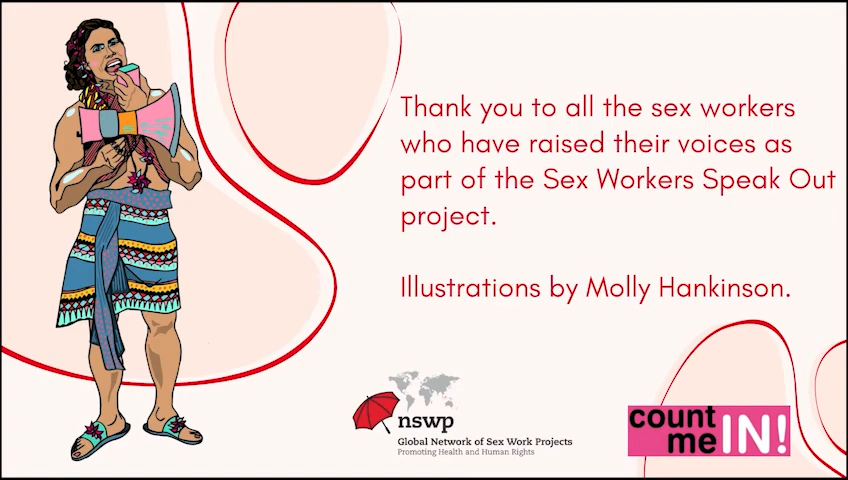 Thank you to all the sex workers
who have raised their voices as
part of the Sex Workers Speak Out
project.
Illustrations by Molly Hankinson.
nswp
Global Network of Sex Work Projects
Promoting Health and Human Rights
count
me IN!